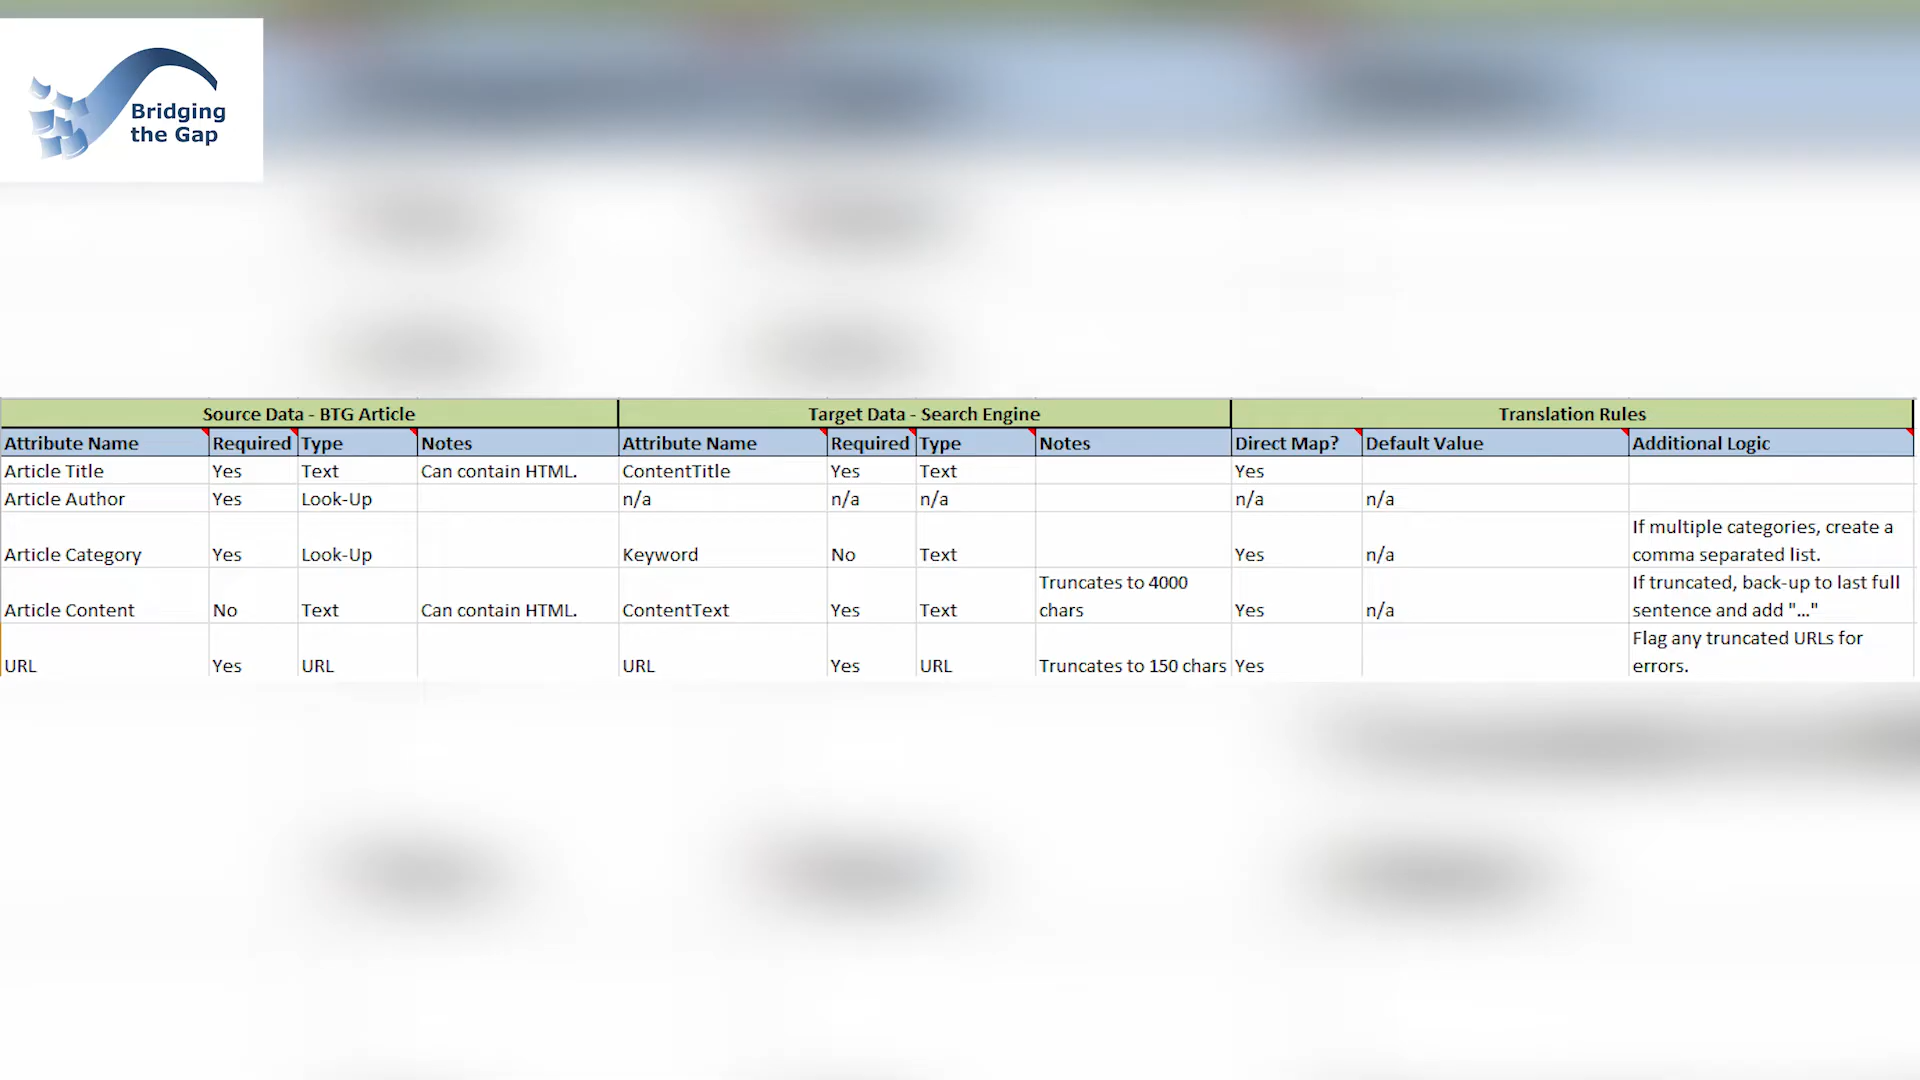 Bridging
the Gap
Source Data - BTG Article Target Data - Search Engine Translation Rules
Attribute Name Required Type Notes Attribute Name Required Type Notes Direct Map? Default Value Additional Logic
Article Title Yes Text Can contain HTML. ContentTitle Yes Text Yes
Article Author Yes Look-Up n/a n/a n/a n/a n/a
If multiple categories, create a
Article Category Yes Look-Up Keyword No Text Yes n/a comma separated list.
Truncates to 4000 If truncated, back-up to last full
Article Content No Text Can contain HTML. ContentText Yes Text chars Yes n/a sentence and add "..."
Flag any truncated URLs for
URL Yes URL URL Yes URL Truncates to 150 chars Yes errors.